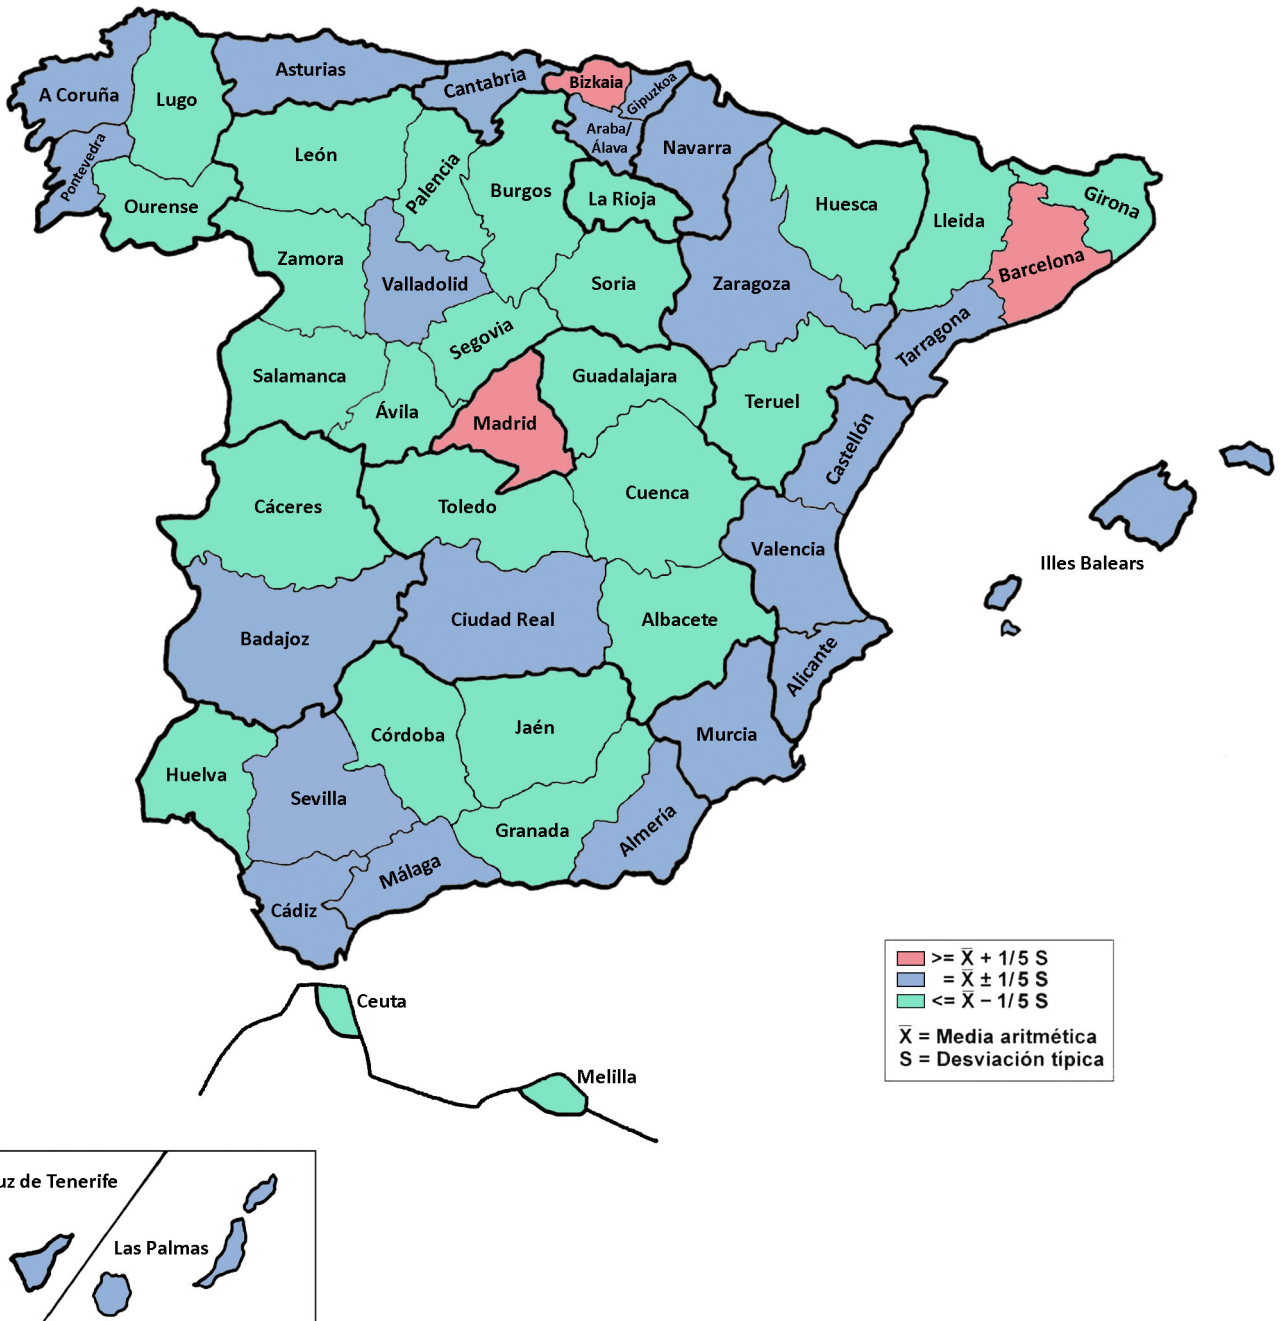 Asturias
Cantabria
Bizkaia
Gipuzkoa
A Coruña
Lugo
Araba/
Álava
Navarra
León
Pontevedra
Palencia
Burgos
La Rioja
Huesca
Lleida
Girona
Ourense
Zamora
Valladolid
Soria
Zaragoza
Barcelona
Segovia
Tarragona
Salamanca
Ávila
Guadalajara
Teruel
Madrid
Castellón
Cáceres
Toledo
Cuenca
Valencia
Illes Balears
Badajoz
Ciudad Real
Albacete
Alicante
Córdoba
Jaén
Murcia
Huelva
Sevilla
Granada
Almería
Málaga
Cádiz
>= X̅ + 1/5 S
= X̅ ± 1/5 S
<= X̅ − 1/5 S
X̅ = Media aritmética
S = Desviación típica
Ceuta
Melilla
uz de Tenerife
Las Palmas